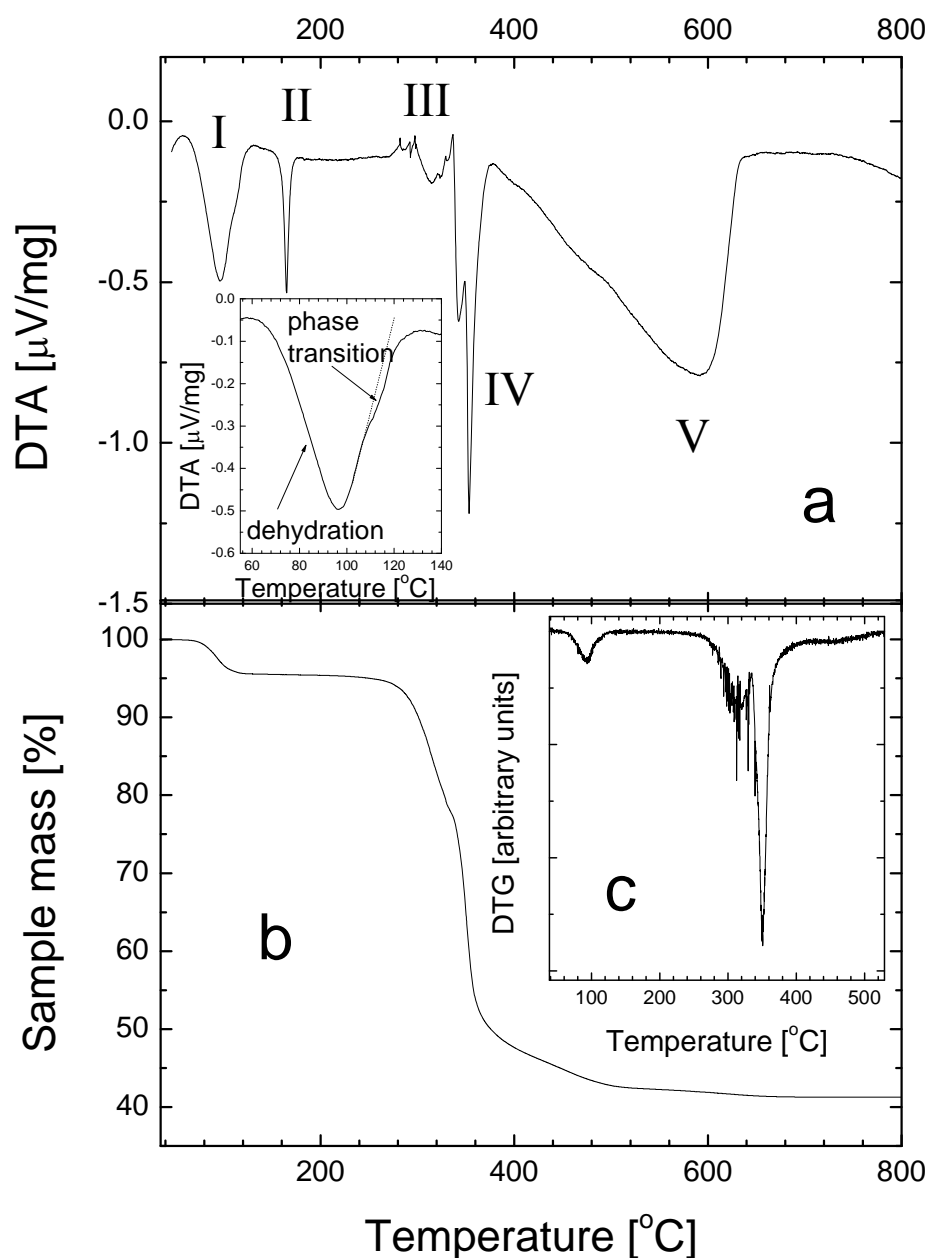 200 400 600 800
0.0
-0.5
-1.0
-1.5
DTA [μV/mg]
I
II
III
IV
V
a
0.0
-0.1
-0.2
-0.3
-0.4
-0.5
-0.6
DTA [μV/mg]
phase
transition
dehydration
60 80 100 120 140
Temperature [°C]
100
90
80
70
60
50
40
Sample mass [%]
b
DTG [arbitrary units]
c
100 200 300 400 500
Temperature [°C]
200 400 600 800
Temperature [°C]